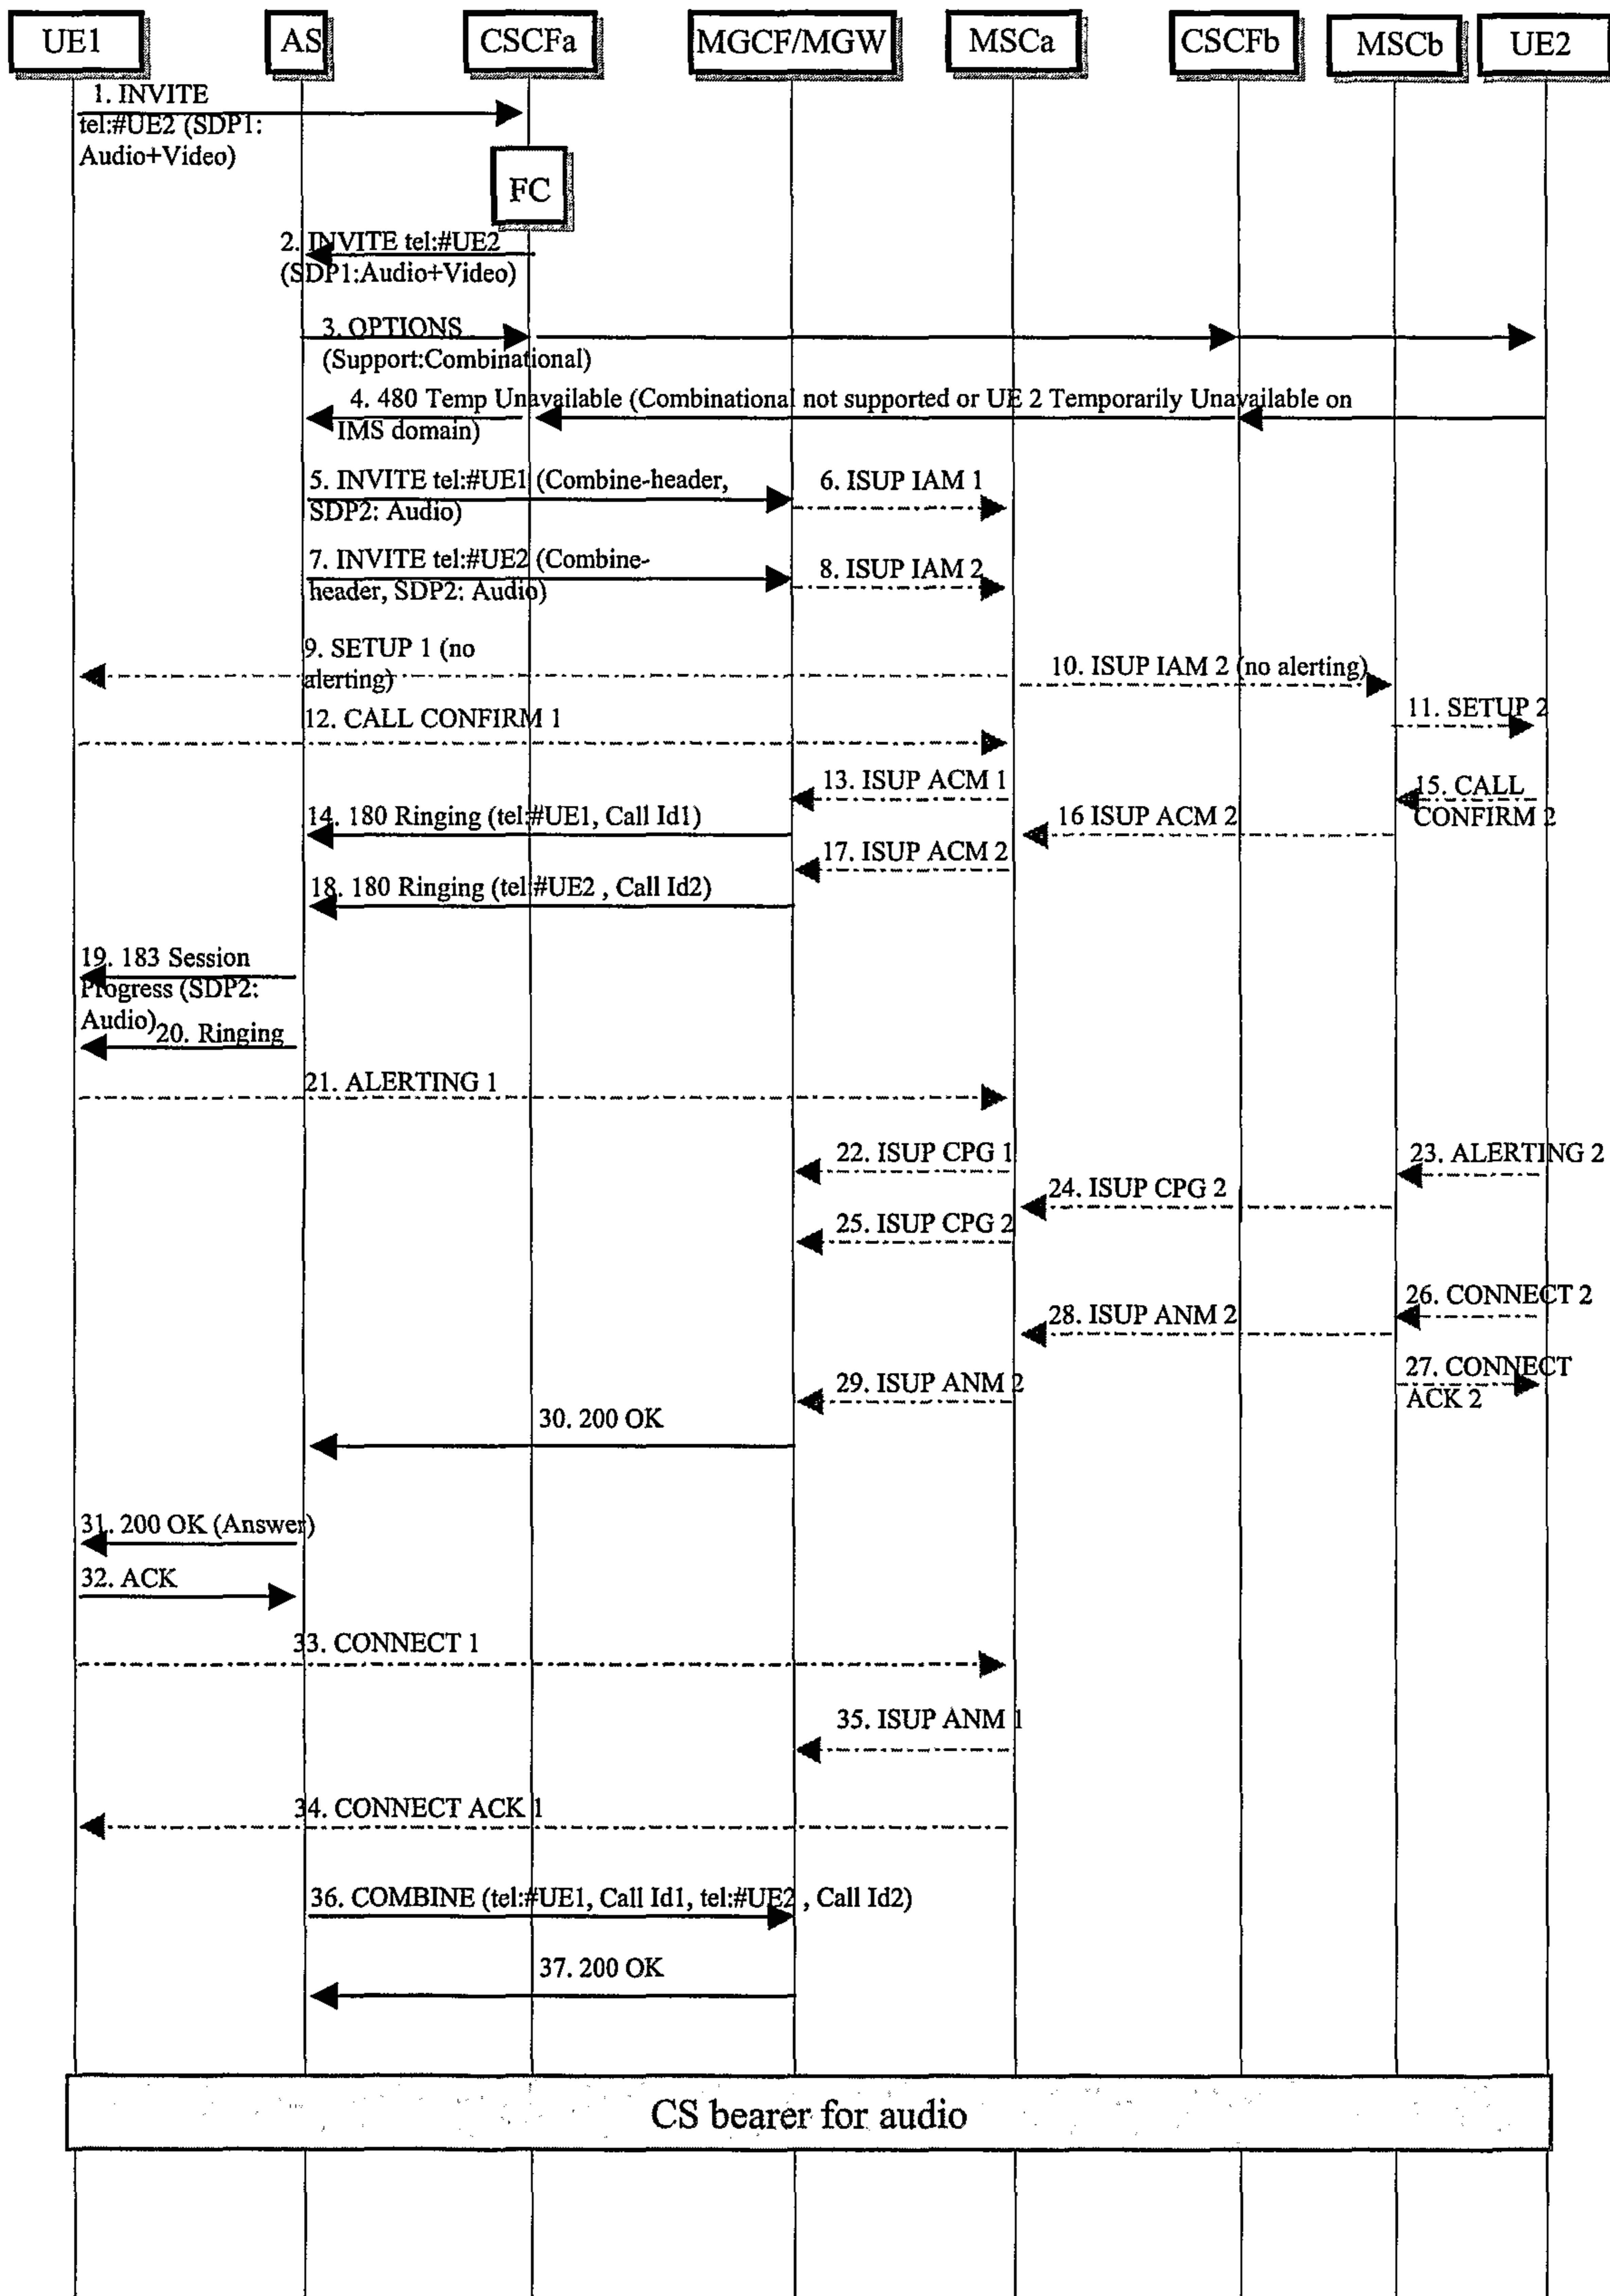 UE1
AS
CSCFa
MGCF/MGW
MSCa
CSCFb
MSCb
UE2
1. INVITE
tel:#UE2 (SDP1:
Audio+Video)
FC
2. INVITE tel:#UE2
(SDP1:Audio+Video)
3. OPTIONS
(Support:Combinational)
4. 480 Temp Unavailable (Combinational not supported or UE 2 Temporarily Unavailable on
IMS domain)
5. INVITE tel:#UE1 (Combine-header,
SDP2: Audio)
6. ISUP IAM 1
7. INVITE tel:#UE2 (Combine-
header, SDP2: Audio)
8. ISUP IAM 2
9. SETUP 1 (no
alerting)
10. ISUP IAM 2 (no alerting)
11. SETUP 2
12. CALL CONFIRM 1
13. ISUP ACM 1
15. CALL
CONFIRM 2
14. 180 Ringing (tel:#UE1, Call Id1)
16 ISUP ACM 2
17. ISUP ACM 2
18. 180 Ringing (tel:#UE2 , Call Id2)
19. 183 Session
Progress (SDP2:
Audio)
20. Ringing
21. ALERTING 1
22. ISUP CPG 1
23. ALERTING 2
24. ISUP CPG 2
25. ISUP CPG 2
26. CONNECT 2
28. ISUP ANM 2
27. CONNECT
ACK 2
29. ISUP ANM 2
30. 200 OK
31. 200 OK (Answer)
32. ACK
33. CONNECT 1
35. ISUP ANM 1
34. CONNECT ACK 1
36. COMBINE (tel:#UE1, Call Id1, tel:#UE2 , Call Id2)
37. 200 OK
CS bearer for audio